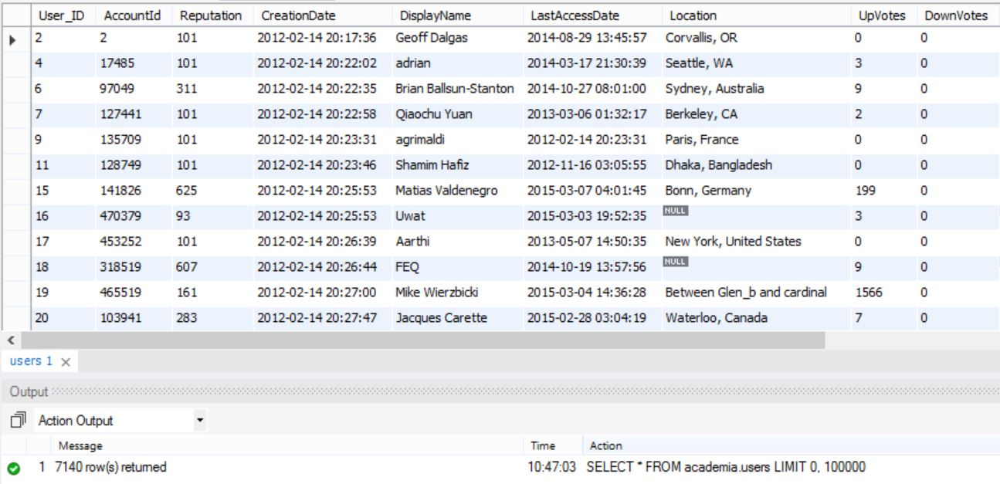 User_ID AccountId Reputation CreationDate DisplayName LastAccessDate Location UpVotes DownVotes
2 2 101 2012-02-14 20:17:36 Geoff Dalgas 2014-08-29 13:45:57 Corvallis, OR 0 0
4 17485 101 2012-02-14 20:22:02 adrian 2014-03-17 21:30:39 Seattle, WA 3 0
6 97049 311 2012-02-14 20:22:35 Brian Ballsun-Stanton 2014-10-27 08:01:00 Sydney, Australia 9 0
7 127441 101 2012-02-14 20:22:58 Qiaochu Yuan 2013-03-06 01:32:17 Berkeley, CA 2 0
9 135709 101 2012-02-14 20:23:31 agrimaldi 2012-02-14 20:23:31 Paris, France 0 0
11 128749 101 2012-02-14 20:23:46 Shamim Hafiz 2012-11-16 03:05:55 Dhaka, Bangladesh 0 0
15 141826 625 2012-02-14 20:25:53 Matias Valdenegro 2015-03-07 04:01:45 Bonn, Germany 199 0
16 470379 93 2012-02-14 20:25:53 Uwat 2015-03-03 19:52:35 NULL 3 0
17 453252 101 2012-02-14 20:26:39 Aarthi 2013-05-07 14:50:35 New York, United States 0 0
18 318519 607 2012-02-14 20:26:44 FEQ 2014-10-19 13:57:56 NULL 9 0
19 465519 161 2012-02-14 20:27:00 Mike Wierzbicki 2015-03-04 14:36:28 Between Glen_b and cardinal 1566 0
20 103941 283 2012-02-14 20:27:47 Jacques Carette 2015-02-28 03:04:19 Waterloo, Canada 7 0
users 1
Output
Action Output
Message Time Action
1 7140 row(s) returned 10:47:03 SELECT * FROM academia.users LIMIT 0, 100000